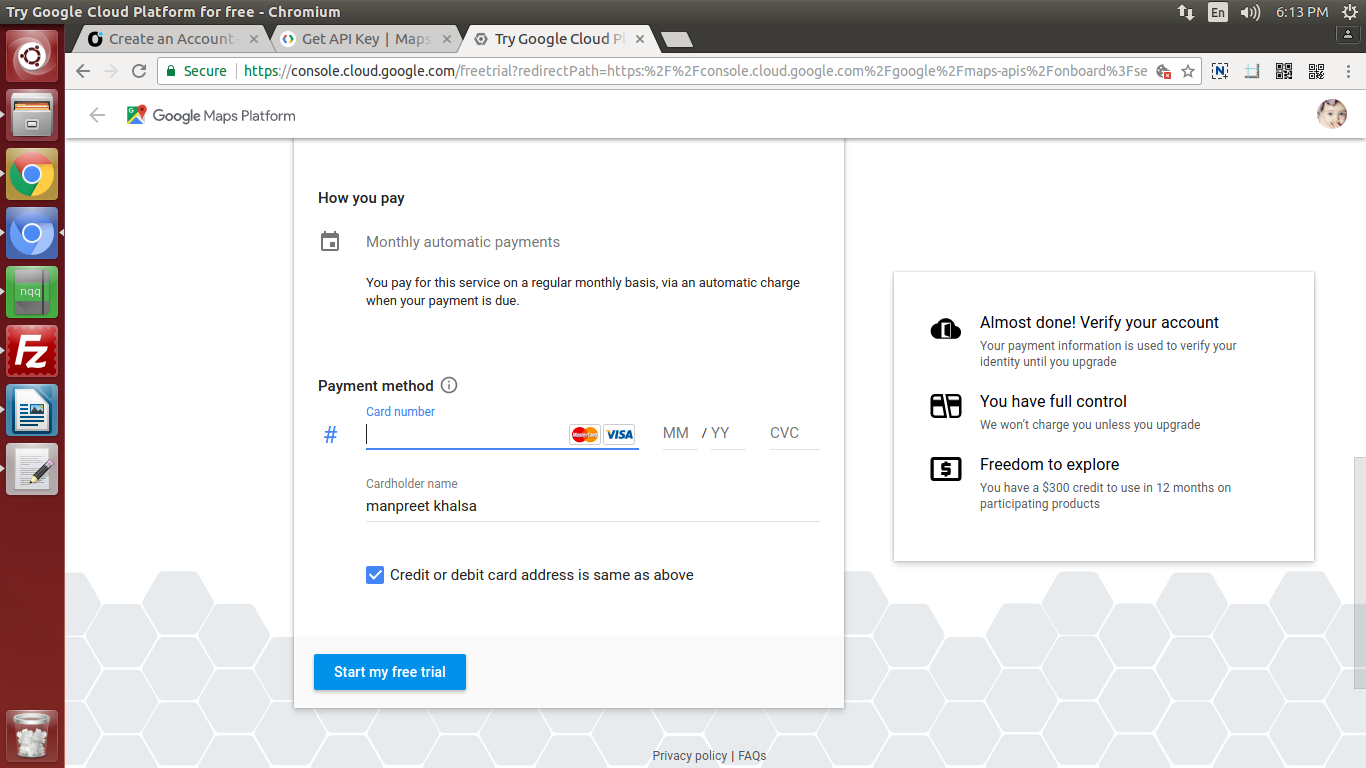 Try Google Cloud Platform for free - Chromium
En
6:13 PM
Create an Account
Get API Key | Maps
Try Google Cloud Pl
Secure
https://console.cloud.google.com/freetrial?redirectPath=https:%2F%2Fconsole.cloud.google.com%2Fgoogle%2Fmaps-apis%2Fonboard%3Fse
N
Google Maps Platform
How you pay
Monthly automatic payments
You pay for this service on a regular monthly basis, via an automatic charge
when your payment is due.
Payment method
Card number
#
MasterCard
VISA
MM / YY
CVC
Cardholder name
manpreet khalsa
Credit or debit card address is same as above
Start my free trial
Almost done! Verify your account
Your payment information is used to verify your
identity until you upgrade
You have full control
We won't charge you unless you upgrade
Freedom to explore
You have a $300 credit to use in 12 months on
participating products
Privacy policy | FAQs
nqq
FZ